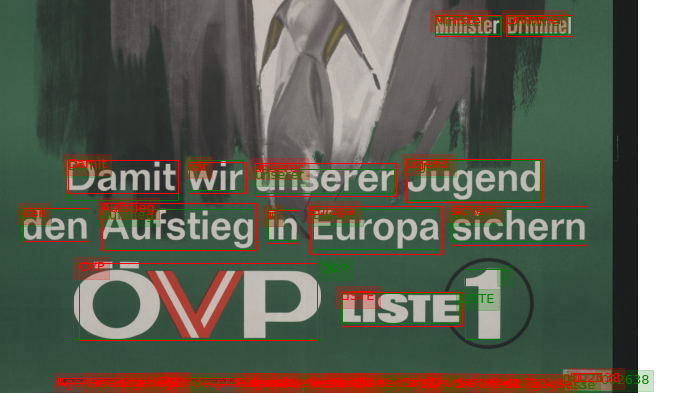 Minister Drimmel
Damit wir unserer Jugend
den Aufstieg in Europa sichern
ÖVP LISTE 1